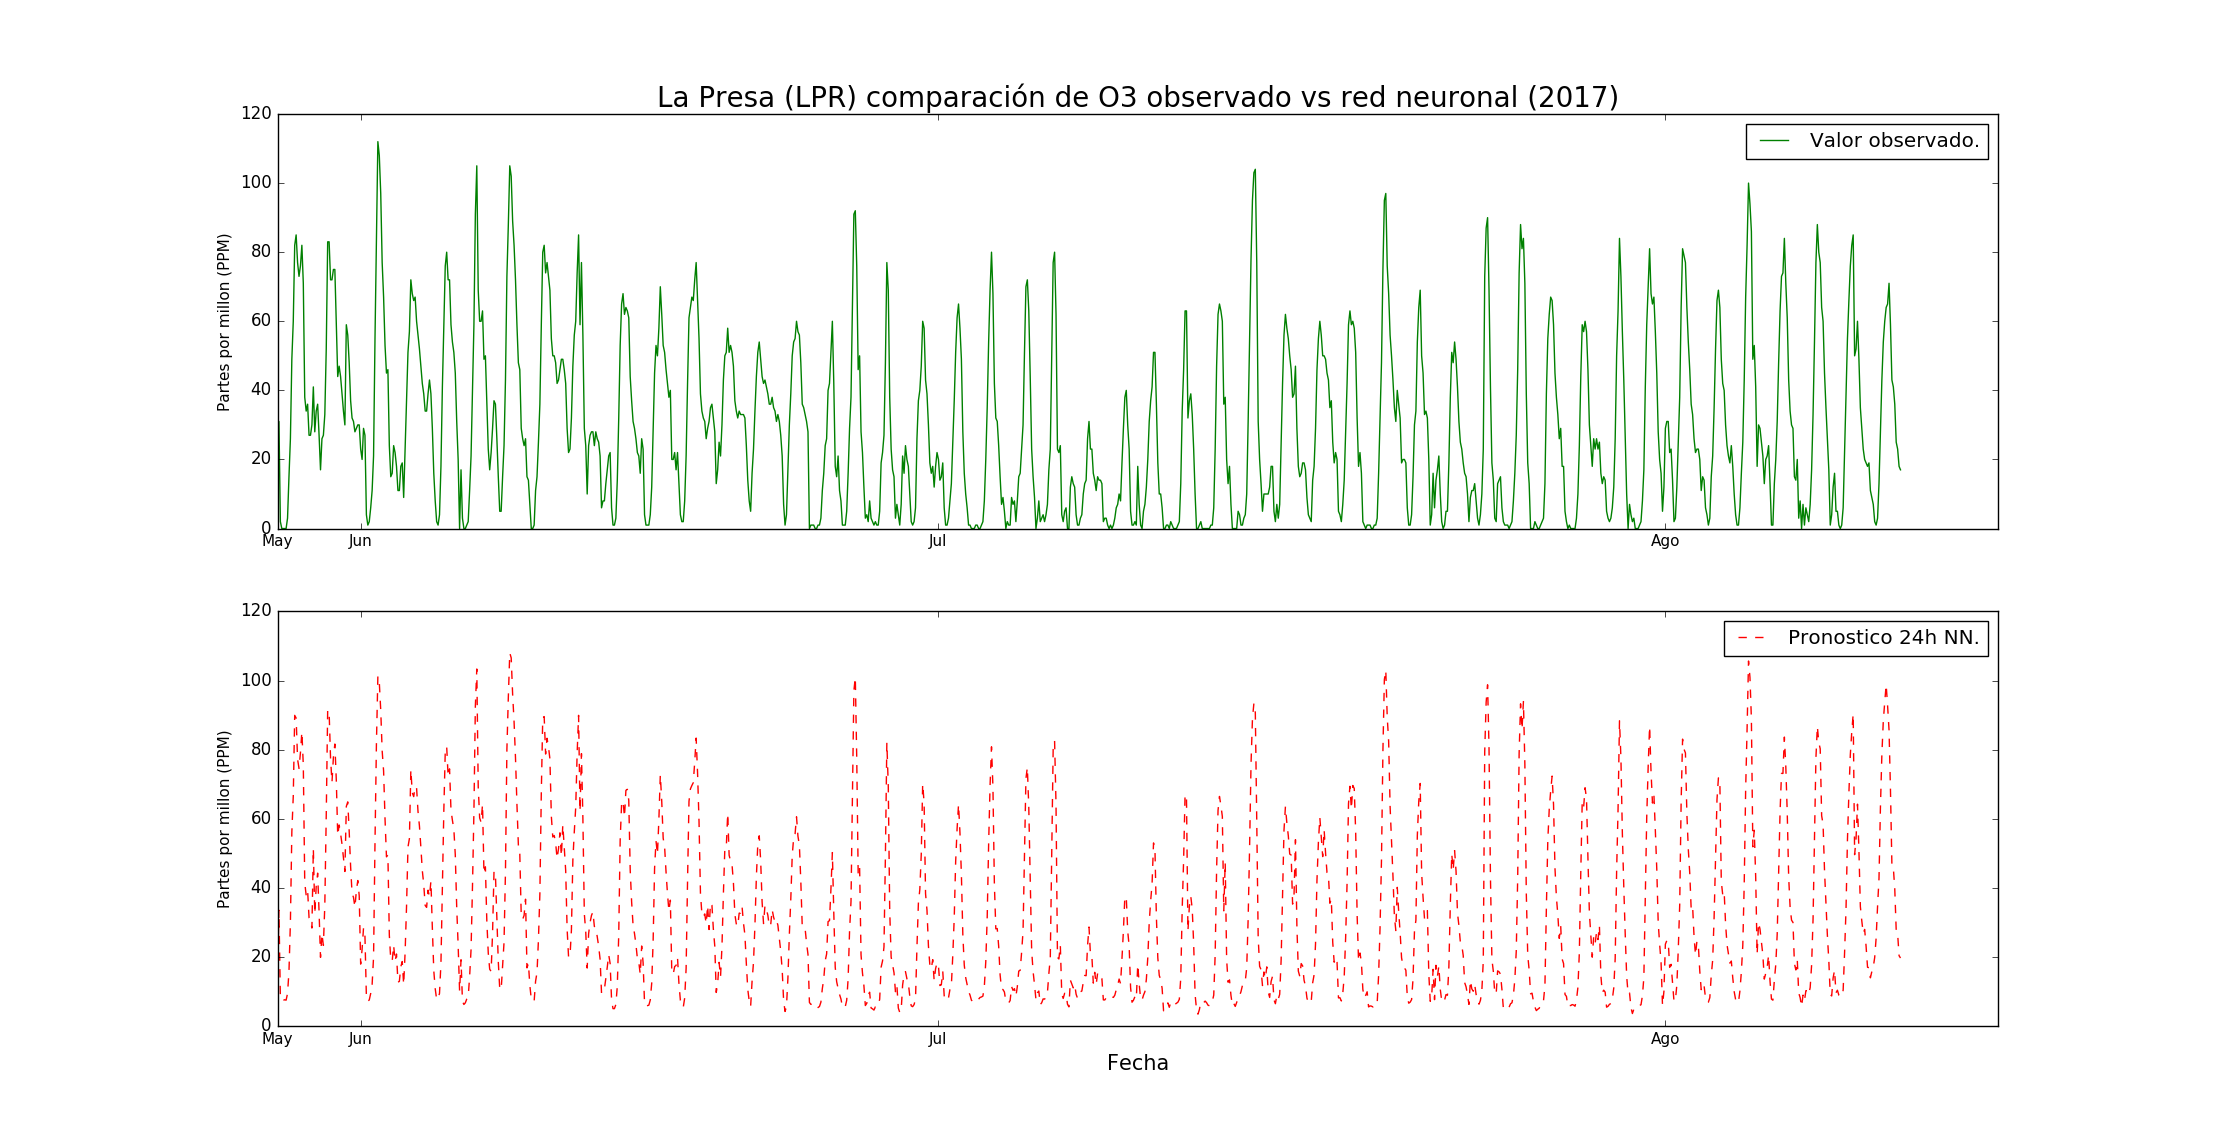 La Presa (LPR) comparación de O3 observado vs red neuronal (2017)
120
100
80
60
40
20
0
Partes por millon (PPM)
Valor observado.
May Jun Jul Ago
120
100
80
60
40
20
0
Partes por millon (PPM)
Pronostico 24h NN.
May Jun Jul Ago
Fecha